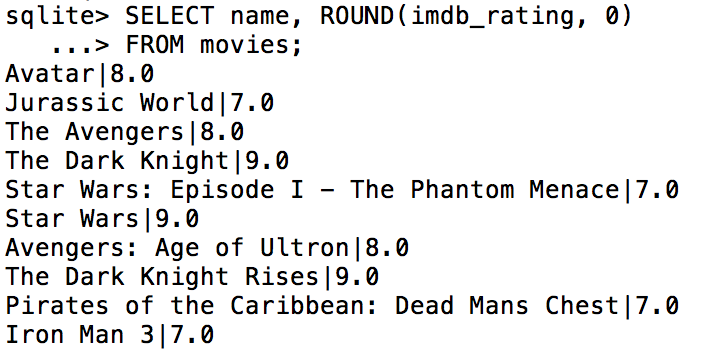 sqlite> SELECT name, ROUND(imdb_rating, 0)
   ...> FROM movies;
Avatar|8.0
Jurassic World|7.0
The Avengers|8.0
The Dark Knight|9.0
Star Wars: Episode I – The Phantom Menace|7.0
Star Wars|9.0
Avengers: Age of Ultron|8.0
The Dark Knight Rises|9.0
Pirates of the Caribbean: Dead Mans Chest|7.0
Iron Man 3|7.0